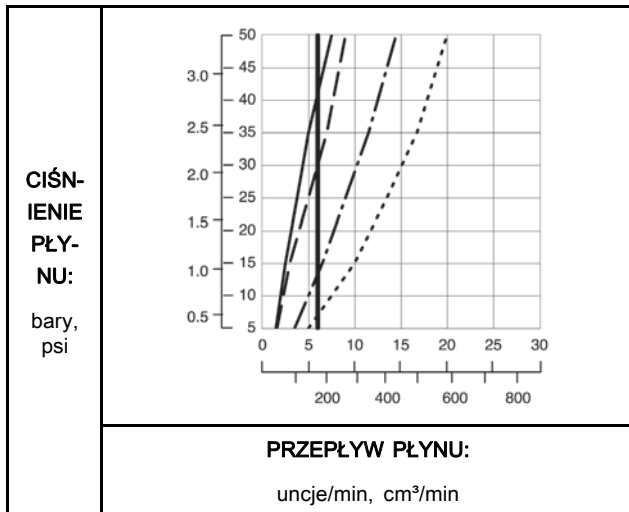 CIŚN-
IENIE
PŁY-
NU:
bary,
psi
50
45
3.0
40
2.5
35
30
2.0
25
1.5
20
15
1.0
10
0.5
5
0 5 10 15 20 25 30
200 400 600 800
PRZEPŁYW PŁYNU:
uncje/min, cm³/min